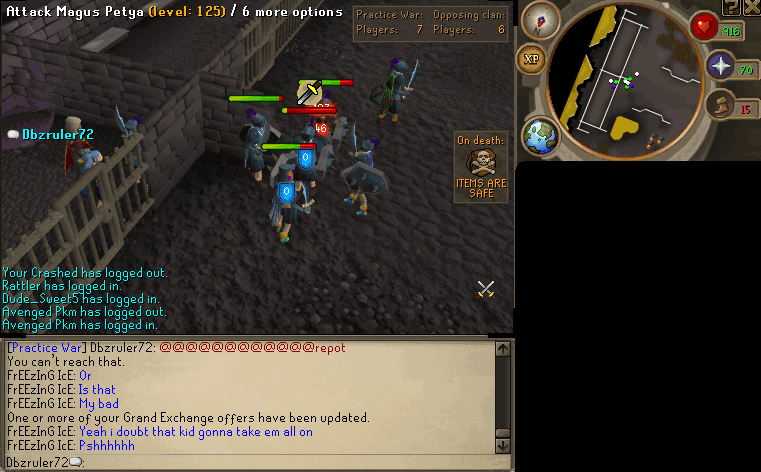 Attack Magus Petya (level: 125) / 6 more options
Practice War: Opposing clan:
Players: 7 Players: 6
916
XP
70
15
46
0
0
Dbzruler72
On death:
ITEMS ARE
SAFE
Your Crashed has logged out.
Rattler has logged in.
Dude_Sweet5 has logged in.
Avenged Pkm has logged out.
Avenged Pkm has logged in.
[Practice War] Dbzruler72: @@@@@@@@@@@@repot
You can't reach that.
FrEEzInG IcE: Or
FrEEzInG IcE: Is that
FrEEzInG IcE: My bad
One or more of your Grand Exchange offers have been updated.
FrEEzInG IcE: Yeah i doubt that kid gonna take em all on
FrEEzInG IcE: Pshhhhhh
Dbzruler72: